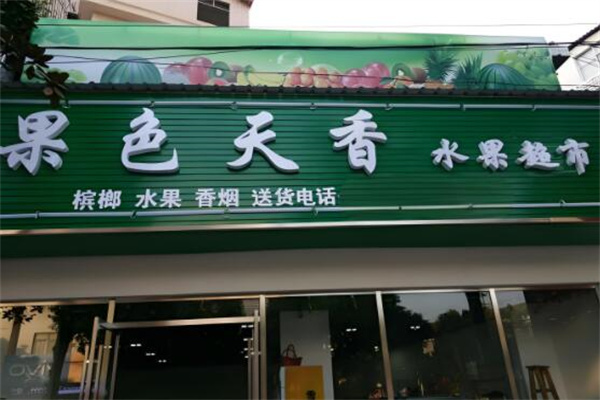 果色天香 水果超市
槟榔 水果 香烟 送货电话